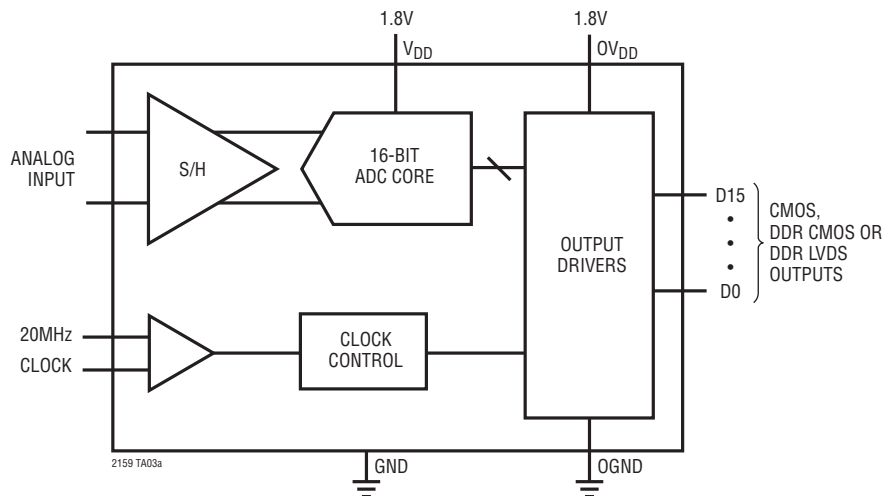 1.8V
1.8V
VDD
OVDD
ANALOG
INPUT
S/H
16-BIT
ADC CORE
OUTPUT
DRIVERS
D15
•
•
•
D0
CMOS,
DDR CMOS OR
DDR LVDS
OUTPUTS
20MHz
CLOCK
CLOCK
CONTROL
2159 TA03a
GND
OGND